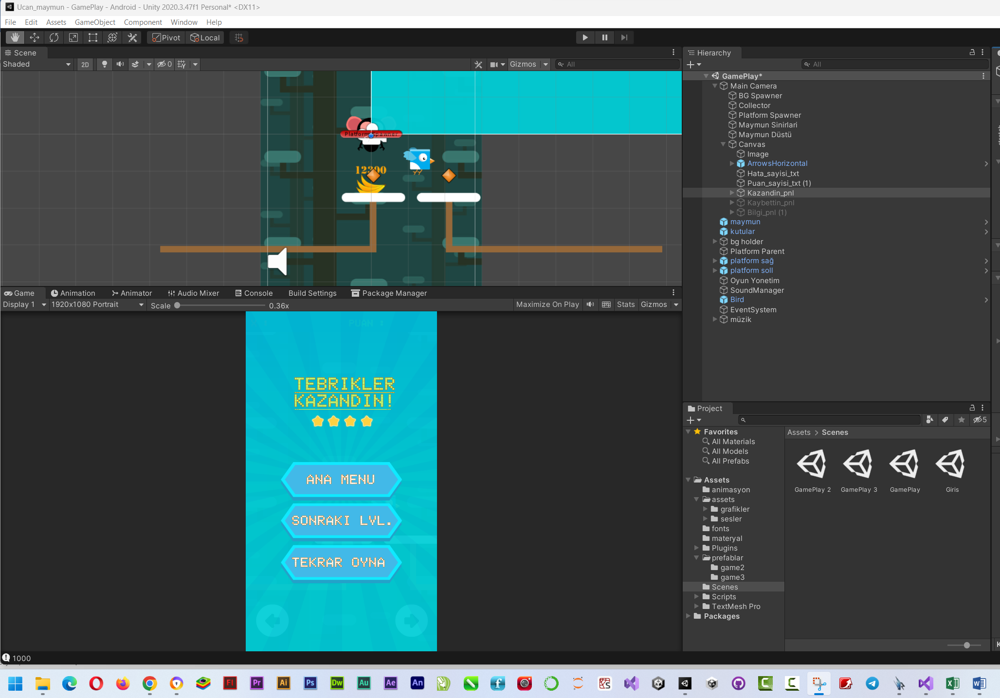 Ucan_maymun - GamePlay - Android - Unity 2020.3.47f1 Personal* <DX11>
File Edit Assets GameObject Component Window Help
Pivot Local
Scene
Shaded 2D 0 Gizmos All
Platform Spawner
Game Animation Animator Audio Mixer Console Build Settings Package Manager
Display 1 1920x1080 Portrait Scale 0.36x Maximize On Play Stats Gizmos
PUAN
TEBRIKLER
KAZANDIN!
ANA MENU
SONRAKI LVL.
TEKRAR OYNA
1000
Hierarchy
All
GamePlay*
Main Camera
BG Spawner
Collector
Platform Spawner
Maymun Sinirlari
Maymun Düstü
Canvas
Image
ArrowsHorizontal
Hata_sayisi_txt
Puan_sayisi_txt (1)
Kazandin_pnl
Kaybettin_pnl
Bilgi_pnl (1)
maymun
kutular
bg holder
Platform Parent
platform sağ
platform soll
Oyun Yonetim
SoundManager
Bird
EventSystem
müzik
Project
5
Favorites
All Materials
All Models
All Prefabs
Assets
animasyon
assets
grafikler
sesler
fonts
materyal
Plugins
prefablar
game2
game3
Scenes
Scripts
TextMesh Pro
Packages
Assets > Scenes
GamePlay 2 GamePlay 3 GamePlay Giris
Fl Pr Ai Ps Dw Au Ae An